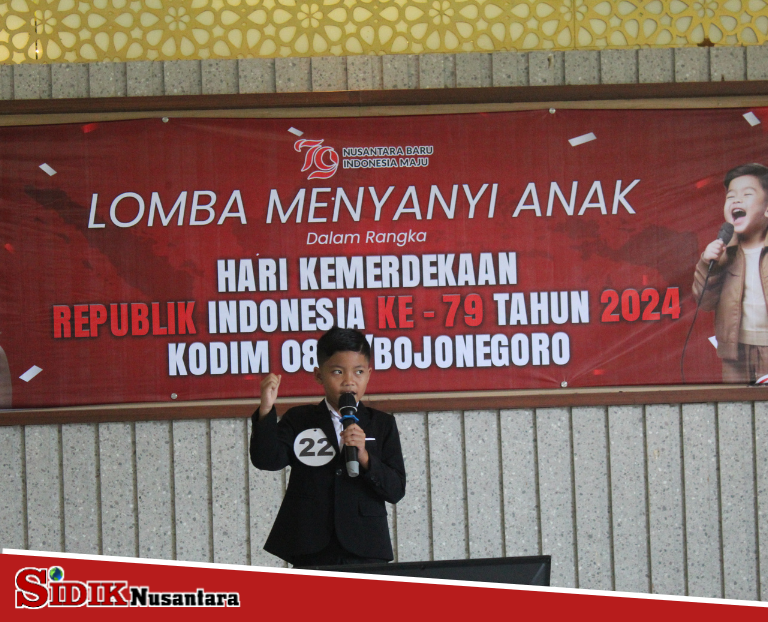 79 NUSANTARA BARU
INDONESIA MAJU
LOMBA MENYANYI ANAK
Dalam Rangka
HARI KEMERDEKAAN
REPUBLIK INDONESIA KE - 79 TAHUN 2024
KODIM BOJONEGORO
22
SIDIK Nusantara